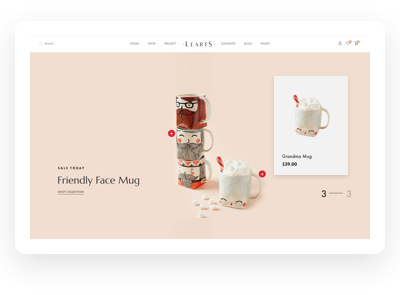 Search...
HOME SHOP PROJECT LEARTS ELEMENTS BLOG PAGES
SALE TODAY
Friendly Face Mug
SHOP COLLECTION
Grandma Mug
$39.00
3 3